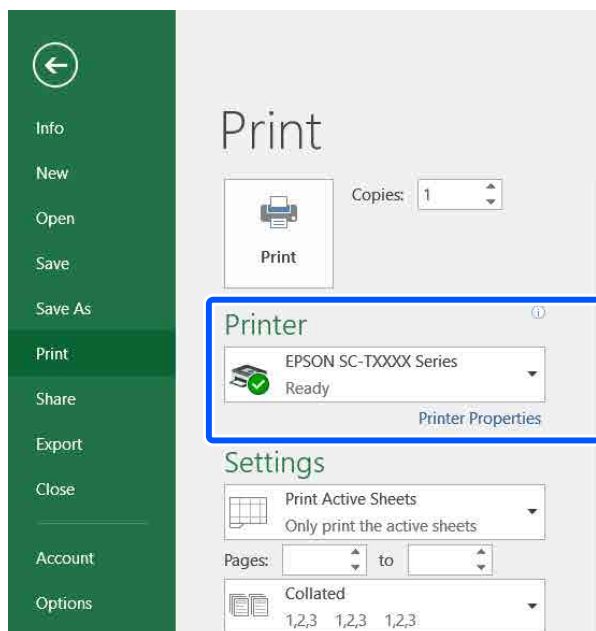 Info
New
Open
Save
Save As
Print
Share
Export
Close
Account
Options
Print
Copies: 1
Print
Printer
EPSON SC-TXXXX Series
Ready
Printer Properties
Settings
Print Active Sheets
Only print the active sheets
Pages: to
Collated
1,2,3 1,2,3 1,2,3